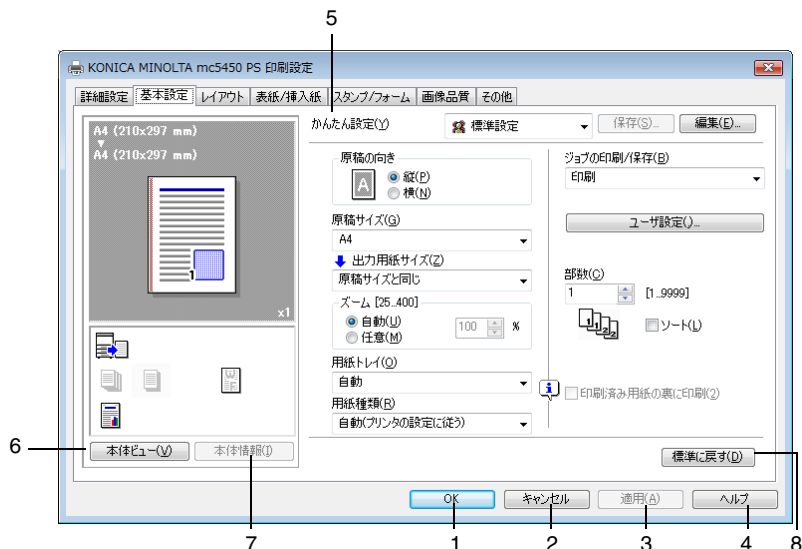 5
KONICA MINOLTA mc5450 PS 印刷設定
詳細設定 基本設定 レイアウト 表紙/挿入紙 スタンプ/フォーム 画像品質 その他
A4 (210x297 mm)
A4 (210x297 mm)
1
x1
かんたん設定(Y) 標準設定 保存(S)... 編集(E)...
原稿の向き
A 縦(P)
横(N)
原稿サイズ(G)
A4
出力用紙サイズ(Z)
原稿サイズと同じ
ズーム [25..400]
自動(U) 100 %
任意(M)
用紙トレイ(O)
自動
用紙種類(R)
自動(プリンタの設定に従う)
ジョブの印刷/保存(B)
印刷
ユーザ設定()...
部数(C)
1 [1..9999]
1 1 2 2 ソート(L)
i 印刷済み用紙の裏に印刷(2)
W
F
6 本体ビュー(V) 本体情報(I) 標準に戻す(D)
OK キャンセル 適用(A) ヘルプ
7 1 2 3 4 8